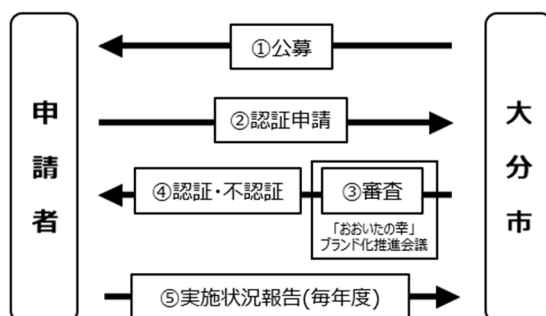 申請者
大分市
①公募
②認証申請
④認証・不認証
③審査
「おおいたの幸」
ブランド化推進会議
⑤実施状況報告(毎年度)